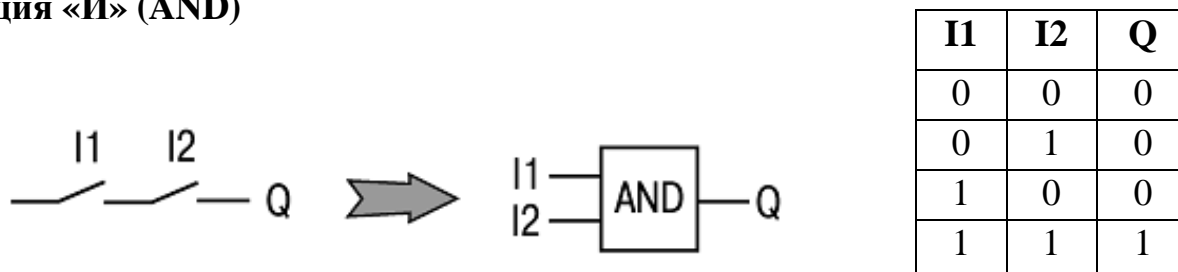 «И» (AND)
I1 I2 Q
I1 I2 Q
I1 I2 AND Q
0 0 0
0 1 0
1 0 0
1 1 1